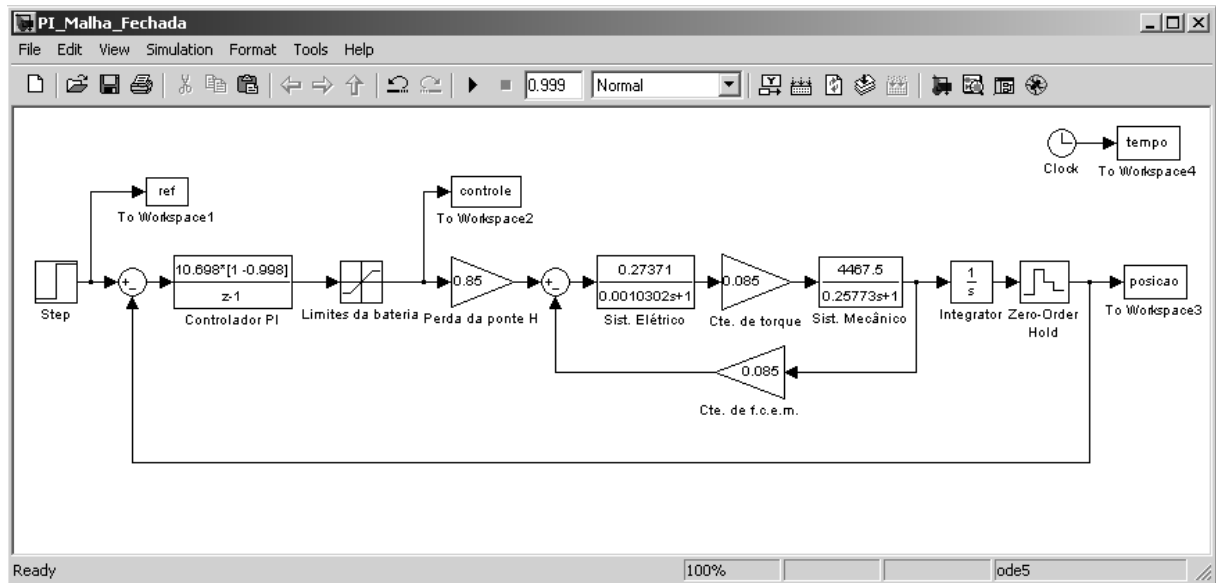 PI_Malha_Fechada
File Edit View Simulation Format Tools Help
0.999 Normal
tempo
Clock To Workspace4
ref
To Workspace1
controle
To Workspace2
Step
+
-
10.698*[1 -0.998]
z-1
Controlador PI
Limites da bateria
0.85
Perda da ponte H
+
-
0.27371
0.0010302s+1
Sist. Elétrico
0.085
Cte. de torque
4467.5
0.25773s+1
Sist. Mecânico
1
s
Integrator
Zero-Order
Hold
posicao
To Workspace3
0.085
Cte. de f.c.e.m.
Ready 100% ode5